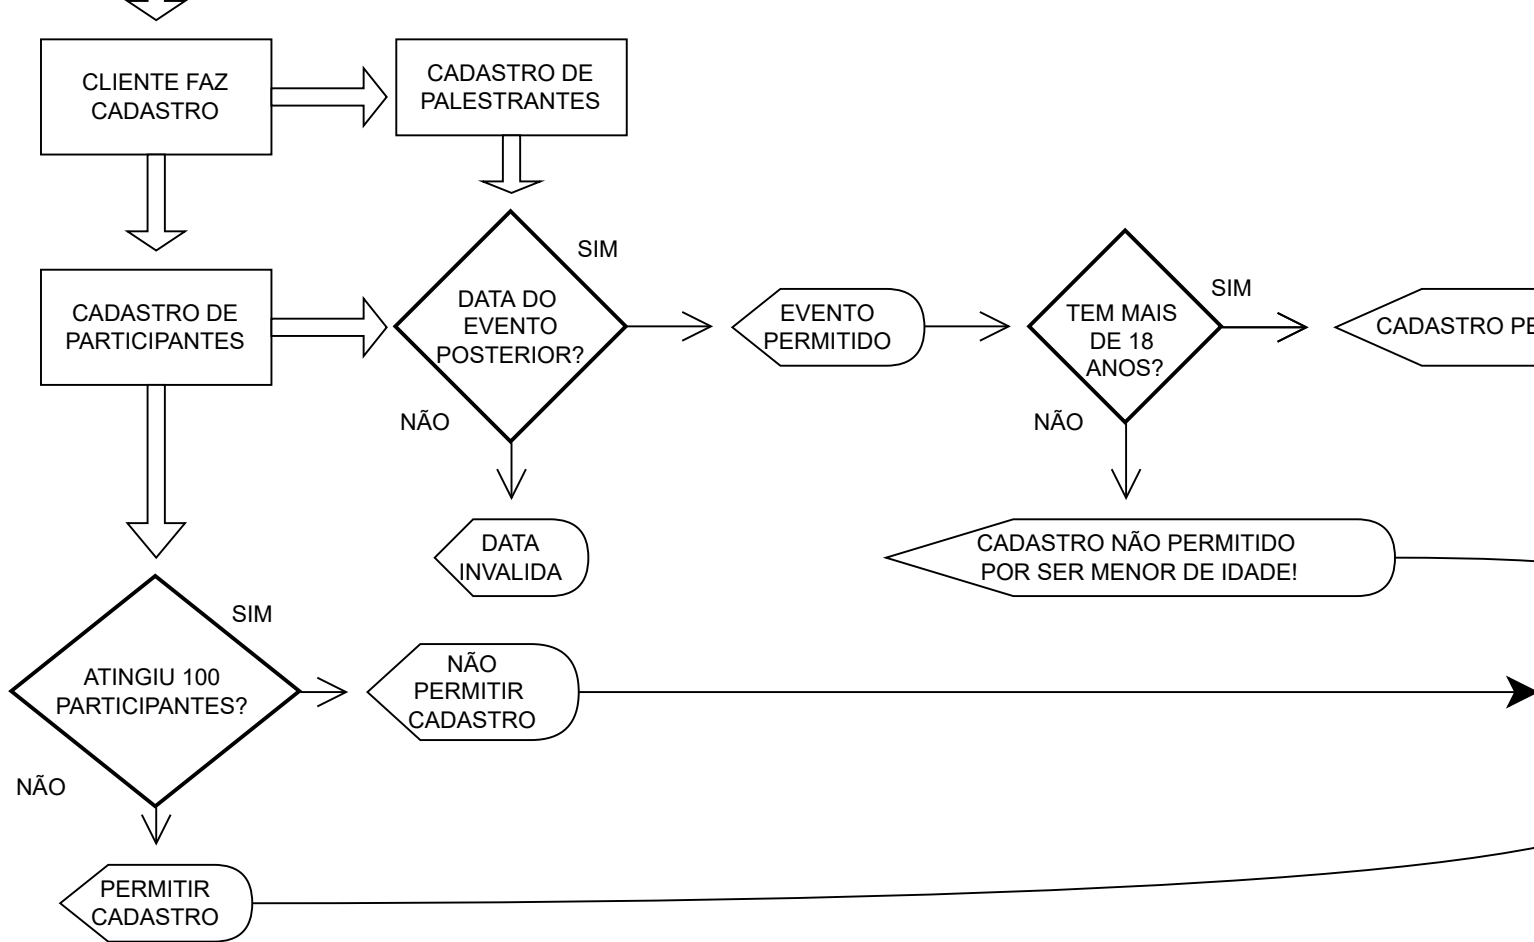 CLIENTE FAZ
CADASTRO
CADASTRO DE
PALESTRANTES
CADASTRO DE
PARTICIPANTES
DATA DO
EVENTO
POSTERIOR?
SIM
NÃO
EVENTO
PERMITIDO
TEM MAIS
DE 18
ANOS?
SIM
NÃO
CADASTRO PE
DATA
INVALIDA
CADASTRO NÃO PERMITIDO
POR SER MENOR DE IDADE!
ATINGIU 100
PARTICIPANTES?
SIM
NÃO
NÃO
PERMITIR
CADASTRO
PERMITIR
CADASTRO